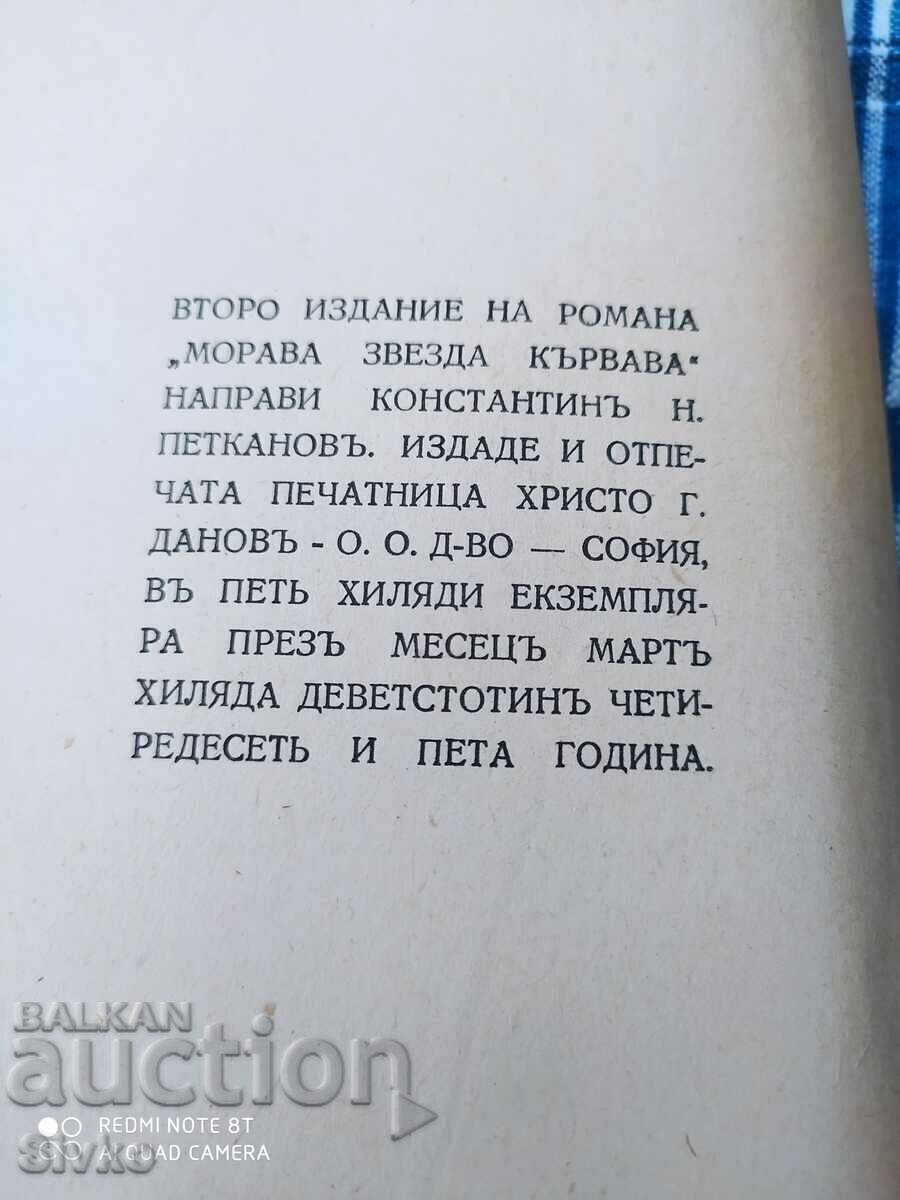 ВТОРО ИЗДАНИЕ НА РОМАНА
„МОРАВА ЗВЕЗДА КЪРВАВА“
НАПРАВИ КОНСТАНТИНЪ Н.
ПЕТКАНОВЪ. ИЗДАДЕ И ОТПЕ-
ЧАТА ПЕЧАТНИЦА ХРИСТО Г.
ДАНОВЪ - О. О. Д-ВО — СОФИЯ,
ВЪ ПЕТЬ ХИЛЯДИ ЕКЗЕМПЛЯ-
РА ПРЕЗЪ МЕСЕЦЪ МАРТЪ
ХИЛЯДА ДЕВЕТСТОТИНЪ ЧЕТИ-
РЕДЕСЕТЬ И ПЕТА ГОДИНА.
BALKAN
auction
REDMI NOTE 8T
AI QUAD CAMERA
Sivko